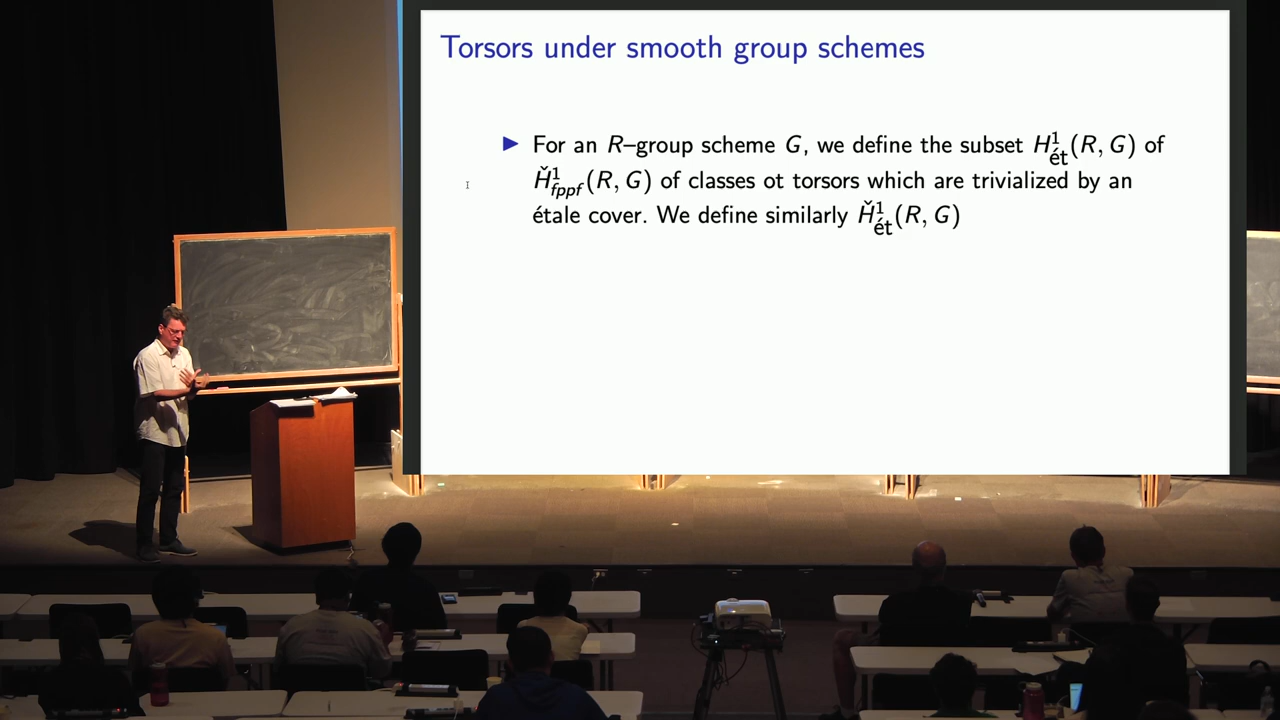 Torsors under smooth group schemes
► For an R–group scheme G, we define the subset H¹ét(R, G) of
Ȟ¹fppf(R, G) of classes ot torsors which are trivialized by an
étale cover. We define similarly Ȟ¹ét(R, G)